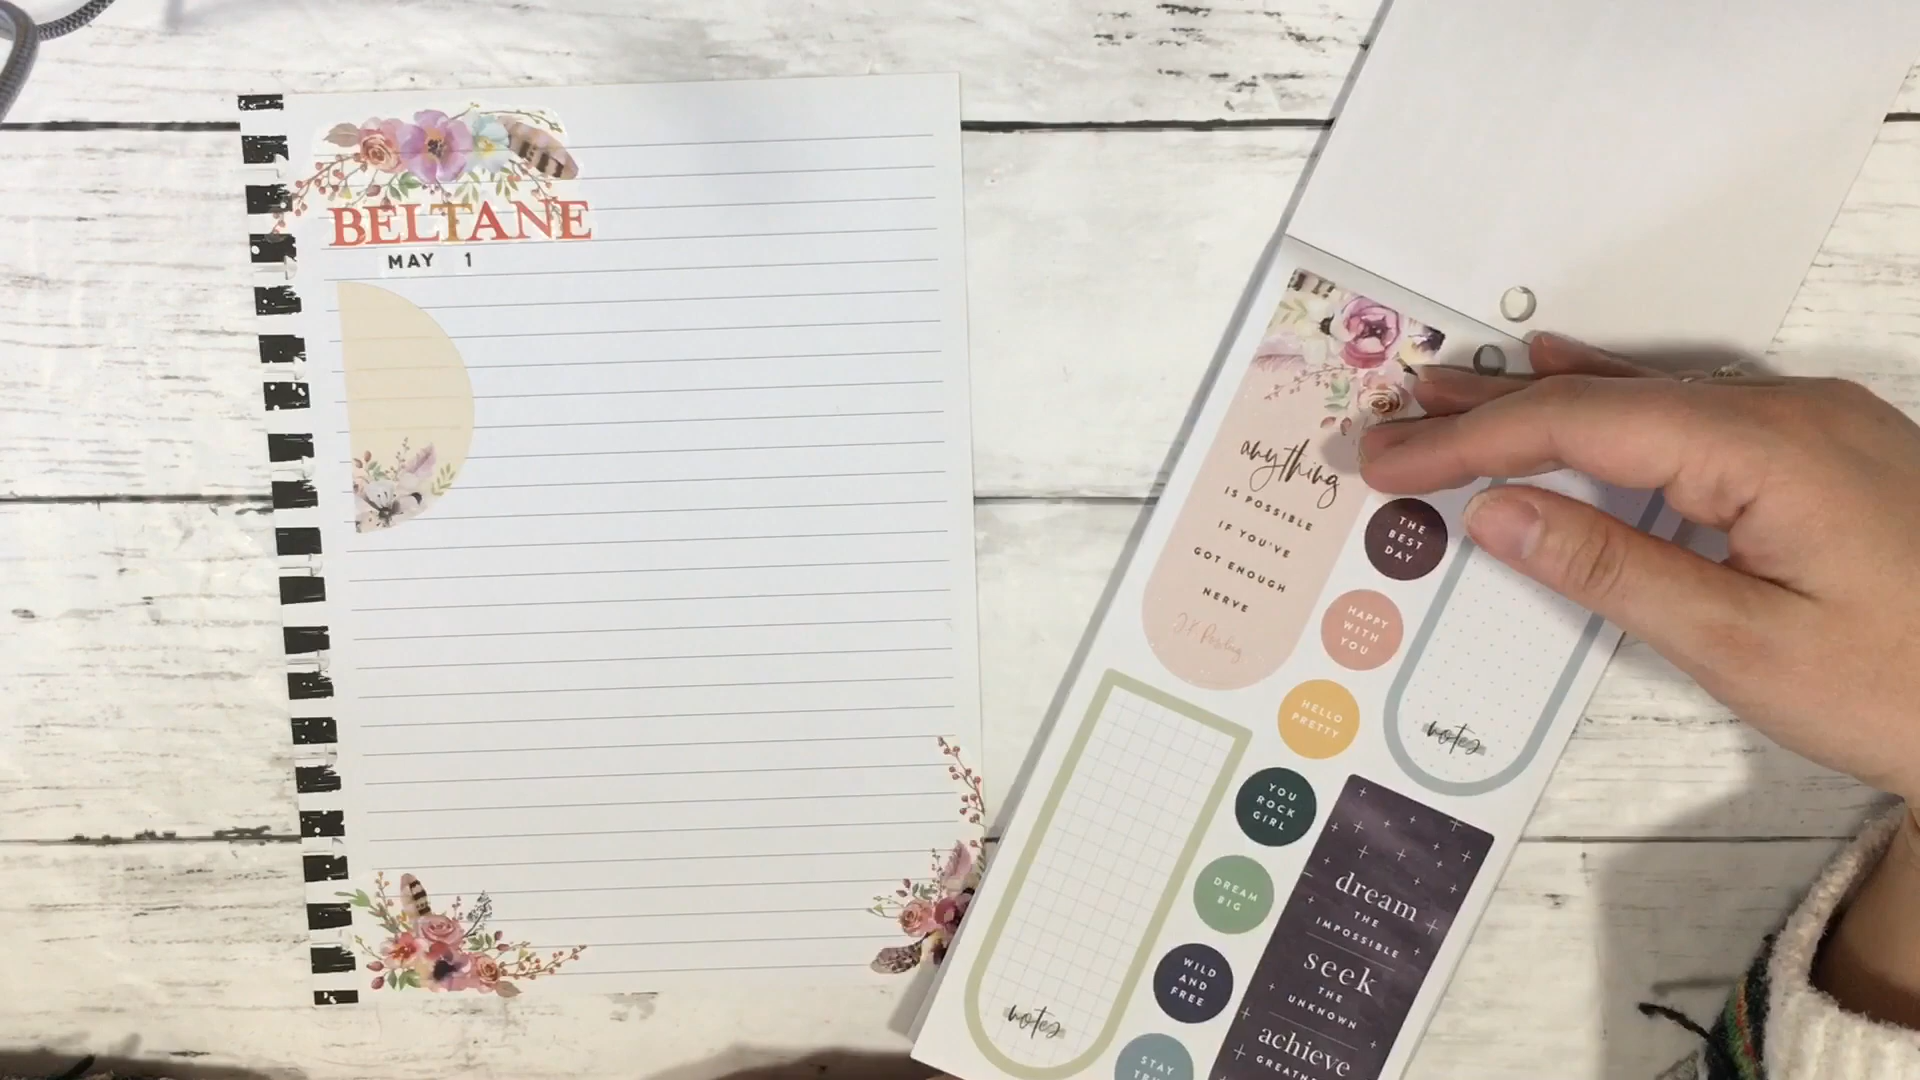 BELTANE
MAY 1
anything
IS POSSIBLE
IF YOU'VE
GOT ENOUGH
NERVE
THE
BEST
DAY
HAPPY
WITH
YOU
HELLO
PRETTY
YOU
ROCK
GIRL
DREAM
BIG
WILD
AND
FREE
STAY
notes
notes
dream
THE
IMPOSSIBLE
seek
THE
UNKNOWN
achieve